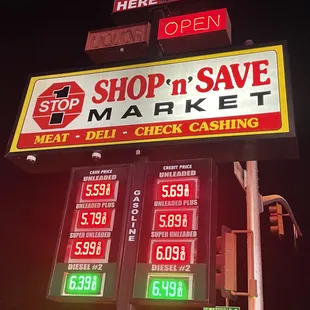 HERE
OPEN
STOP
1
SHOP 'n' SAVE
MARKET
MEAT - DELI - CHECK CASHING
CASH PRICE
UNLEADED
5.59
UNLEADED PLUS
5.79
SUPER UNLEADED
5.99
DIESEL #2
6.39
GASOLINE
CREDIT PRICE
UNLEADED
5.69
UNLEADED PLUS
5.89
SUPER UNLEADED
6.09
DIESEL #2
6.49